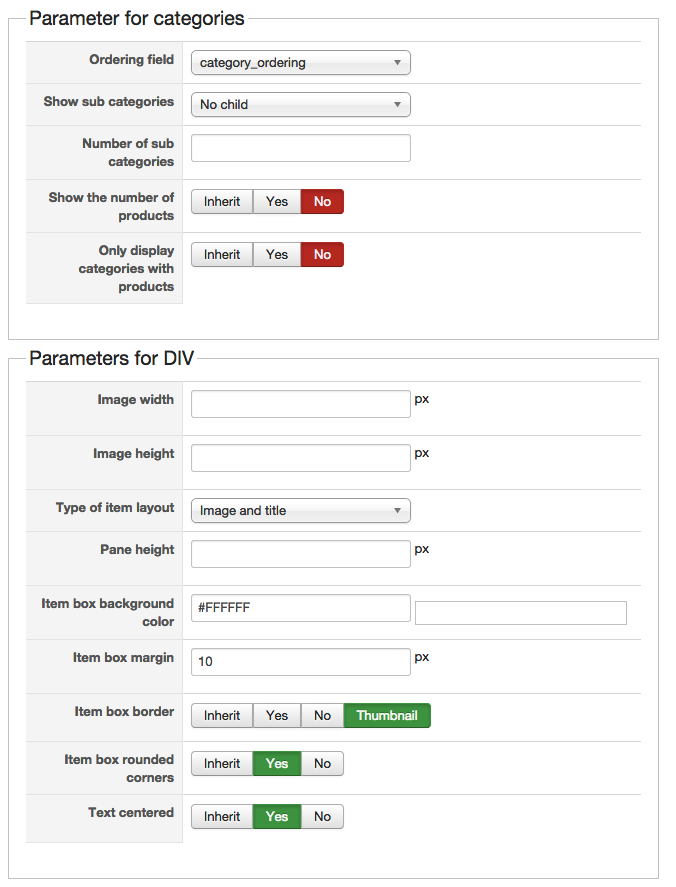 Parameter for categories
Ordering field category_ordering
Show sub categories No child
Number of sub
categories
Show the number of
products
Inherit Yes No
Only display
categories with
products
Inherit Yes No
Parameters for DIV
Image width px
Image height px
Type of item layout Image and title
Pane height px
Item box background
color
#FFFFFF
Item box margin 10 px
Item box border Inherit Yes No Thumbnail
Item box rounded
corners
Inherit Yes No
Text centered Inherit Yes No